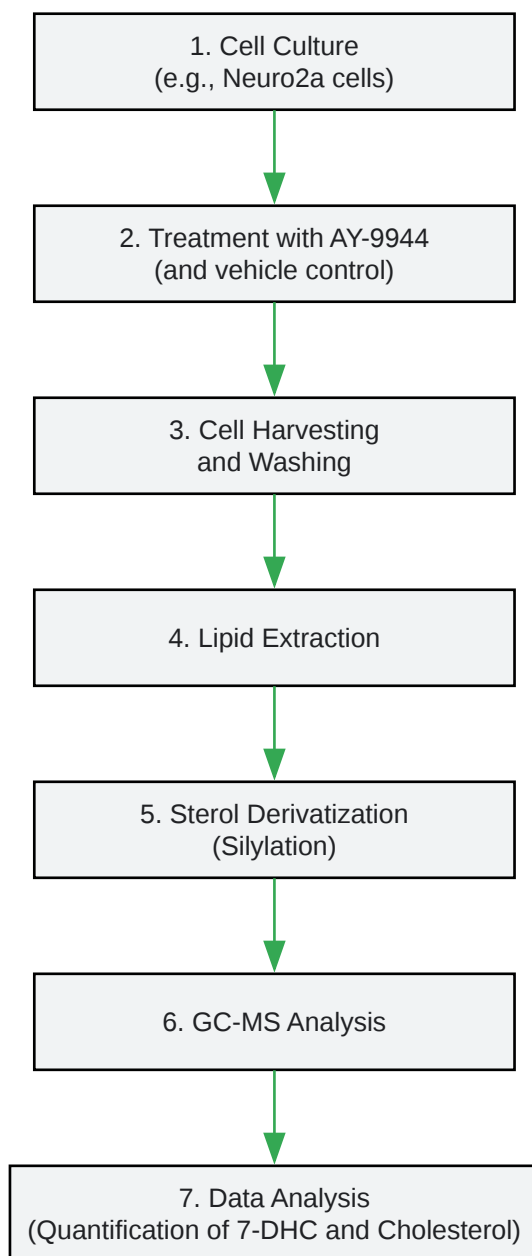 1. Cell Culture
(e.g., Neuro2a cells)
2. Treatment with AY-9944
(and vehicle control)
3. Cell Harvesting
and Washing
4. Lipid Extraction
5. Sterol Derivatization
(Silylation)
6. GC-MS Analysis
7. Data Analysis
(Quantification of 7-DHC and Cholesterol)